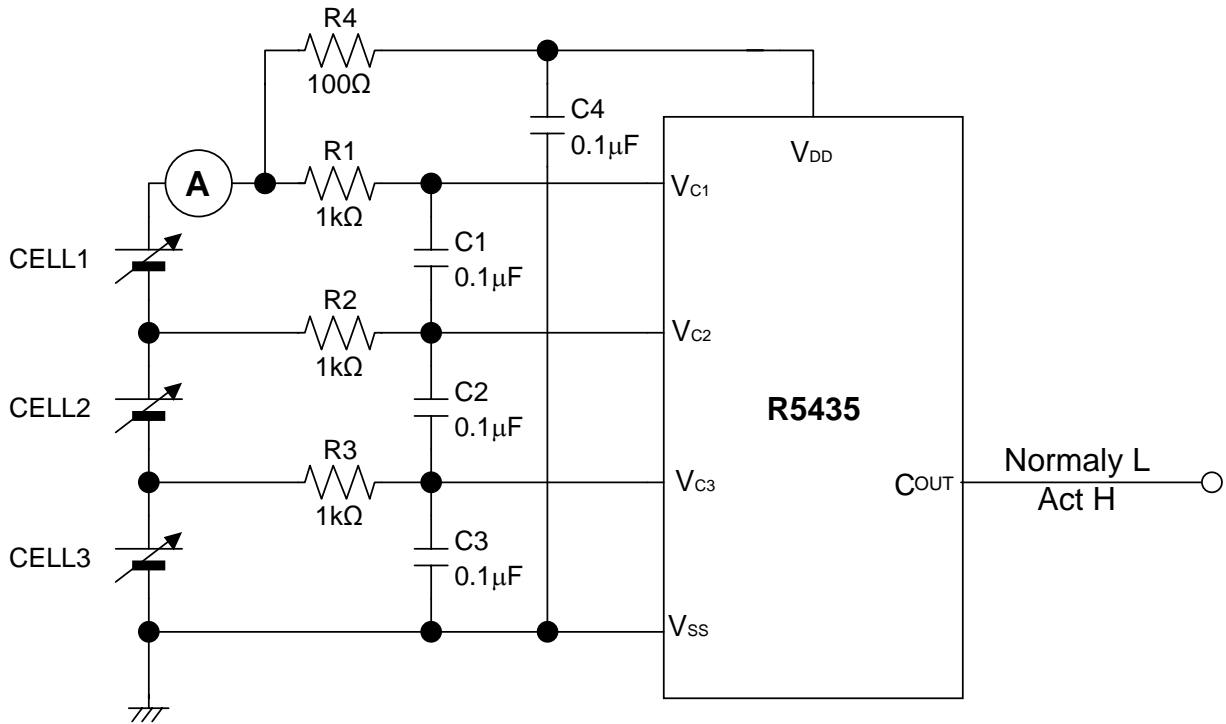 R4
100Ω
C4
0.1μF
VDD
A
R1
1kΩ
VC1
CELL1
C1
0.1μF
R2
1kΩ
VC2
CELL2
C2
0.1μF
R5435
R3
1kΩ
VC3
COUT
Normaly L
Act H
CELL3
C3
0.1μF
VSS